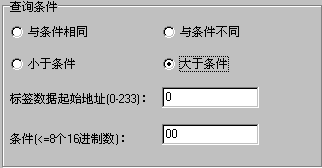 查询条件
与条件相同 与条件不同
小于条件 大于条件
标签数据起始地址(0-233): 0
条件(<=8个16进制数): 00